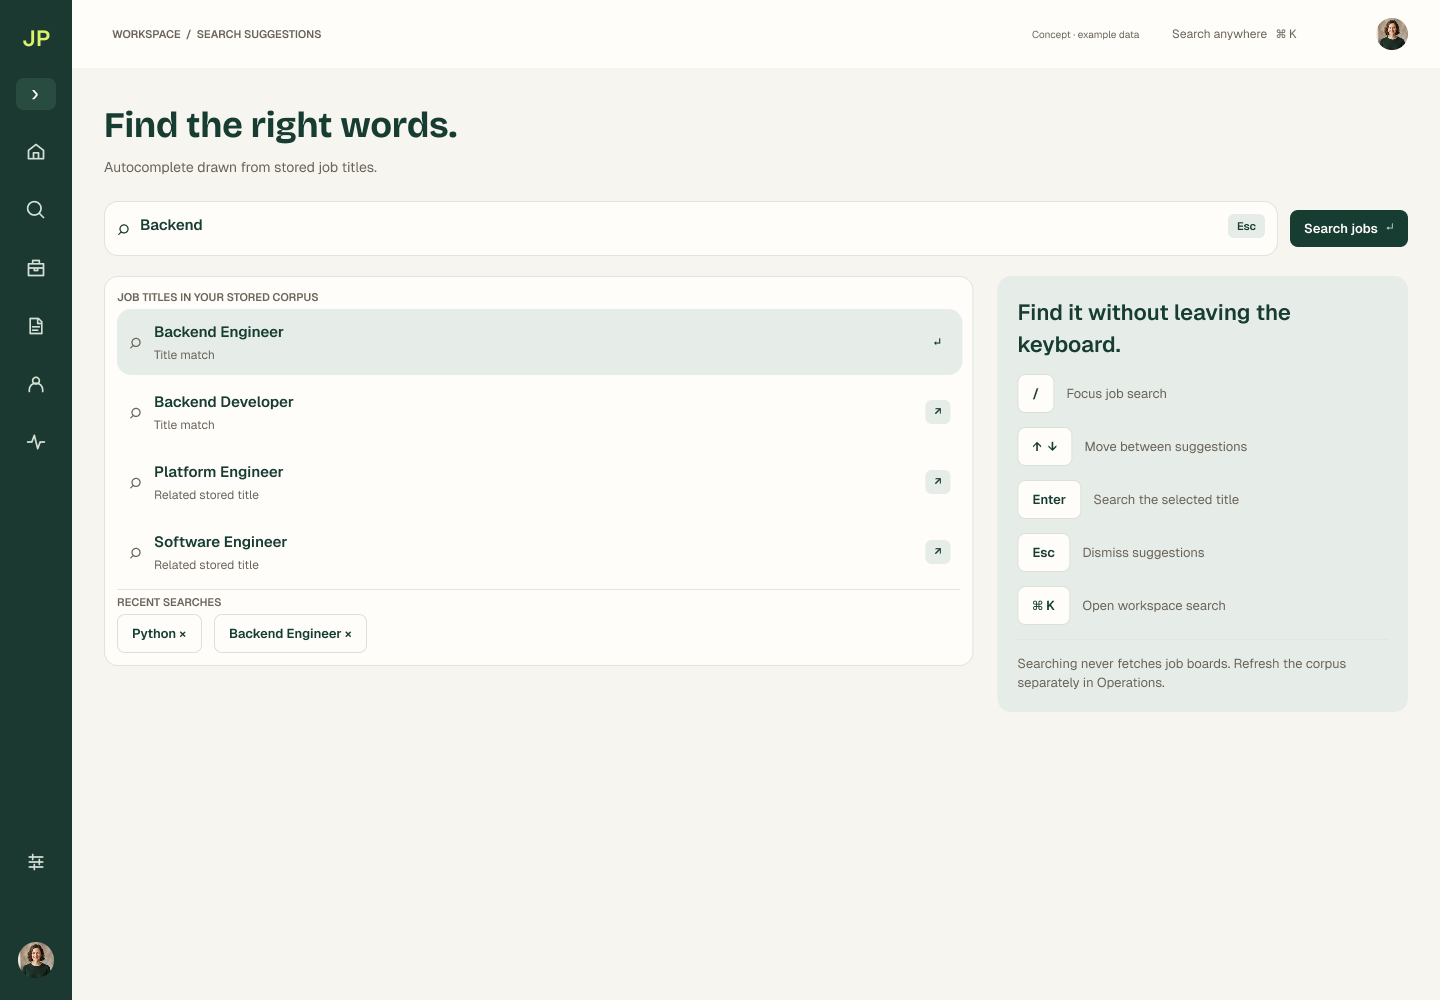 JP
WORKSPACE / SEARCH SUGGESTIONS
Concept · example data
Search anywhere ⌘ K
Find the right words.
Autocomplete drawn from stored job titles.
Backend
Esc
Search jobs ↵
JOB TITLES IN YOUR STORED CORPUS
Backend Engineer
Title match
↵
Backend Developer
Title match
↗
Platform Engineer
Related stored title
↗
Software Engineer
Related stored title
↗
RECENT SEARCHES
Python ×
Backend Engineer ×
Find it without leaving the
keyboard.
/ Focus job search
↑ ↓ Move between suggestions
Enter Search the selected title
Esc Dismiss suggestions
⌘ K Open workspace search
Searching never fetches job boards. Refresh the corpus
separately in Operations.